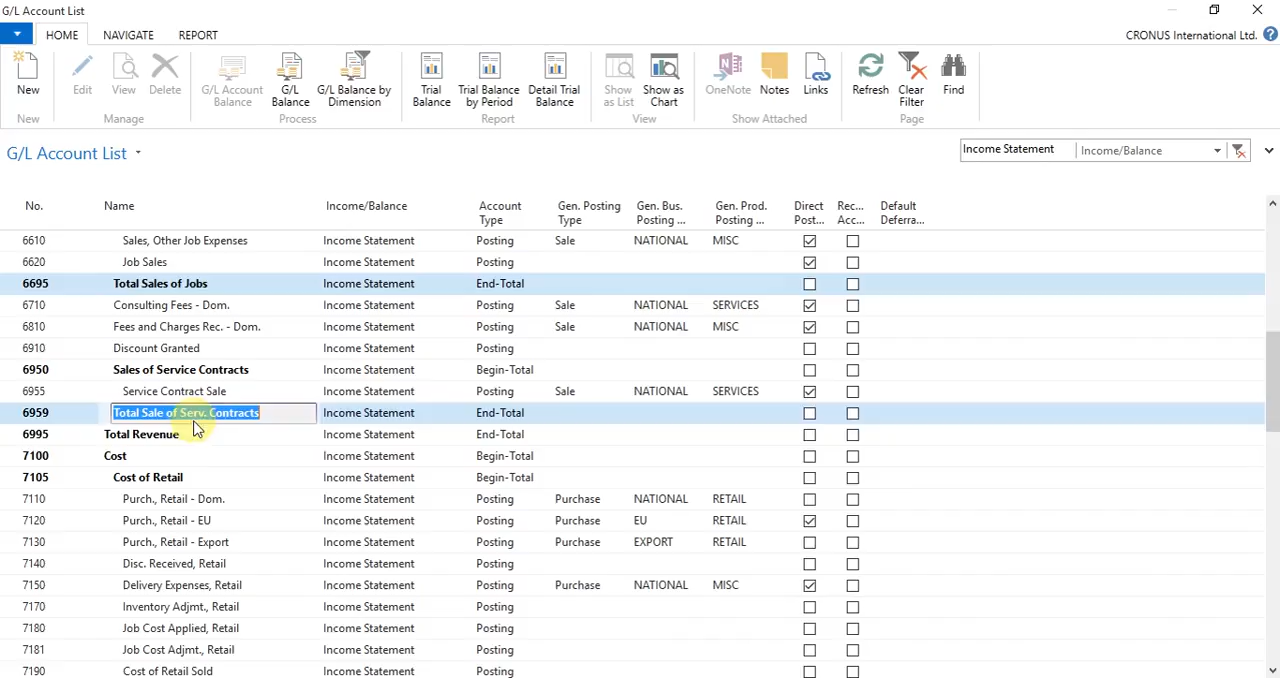 G/L Account List
HOME NAVIGATE REPORT CRONUS International Ltd. ?
New Edit View Delete G/L Account Balance G/L Balance G/L Balance by Dimension Trial Balance Trial Balance by Period Detail Trial Balance Show as List Show as Chart OneNote Notes Links Refresh Clear Filter Find
New Manage Process Report View Show Attached Page
G/L Account List Income Statement Income/Balance
No. Name Income/Balance Account Type Gen. Posting Type Gen. Bus. Posting ... Gen. Prod. Posting ... Direct Post... Rec... Acc... Default Deferra...
6610 Sales, Other Job Expenses Income Statement Posting Sale NATIONAL MISC
6620 Job Sales Income Statement Posting
6695 Total Sales of Jobs Income Statement End-Total
6710 Consulting Fees - Dom. Income Statement Posting Sale NATIONAL SERVICES
6810 Fees and Charges Rec. - Dom. Income Statement Posting Sale NATIONAL MISC
6910 Discount Granted Income Statement Posting
6950 Sales of Service Contracts Income Statement Begin-Total
6955 Service Contract Sale Income Statement Posting Sale NATIONAL SERVICES
6959 Total Sale of Serv. Contracts Income Statement End-Total
6995 Total Revenue Income Statement End-Total
7100 Cost Income Statement Begin-Total
7105 Cost of Retail Income Statement Begin-Total
7110 Purch., Retail - Dom. Income Statement Posting Purchase NATIONAL RETAIL
7120 Purch., Retail - EU Income Statement Posting Purchase EU RETAIL
7130 Purch., Retail - Export Income Statement Posting Purchase EXPORT RETAIL
7140 Disc. Received, Retail Income Statement Posting
7150 Delivery Expenses, Retail Income Statement Posting Purchase NATIONAL MISC
7170 Inventory Adjmt., Retail Income Statement Posting
7180 Job Cost Applied, Retail Income Statement Posting
7181 Job Cost Adjmt., Retail Income Statement Posting
7190 Cost of Retail Sold Income Statement Posting